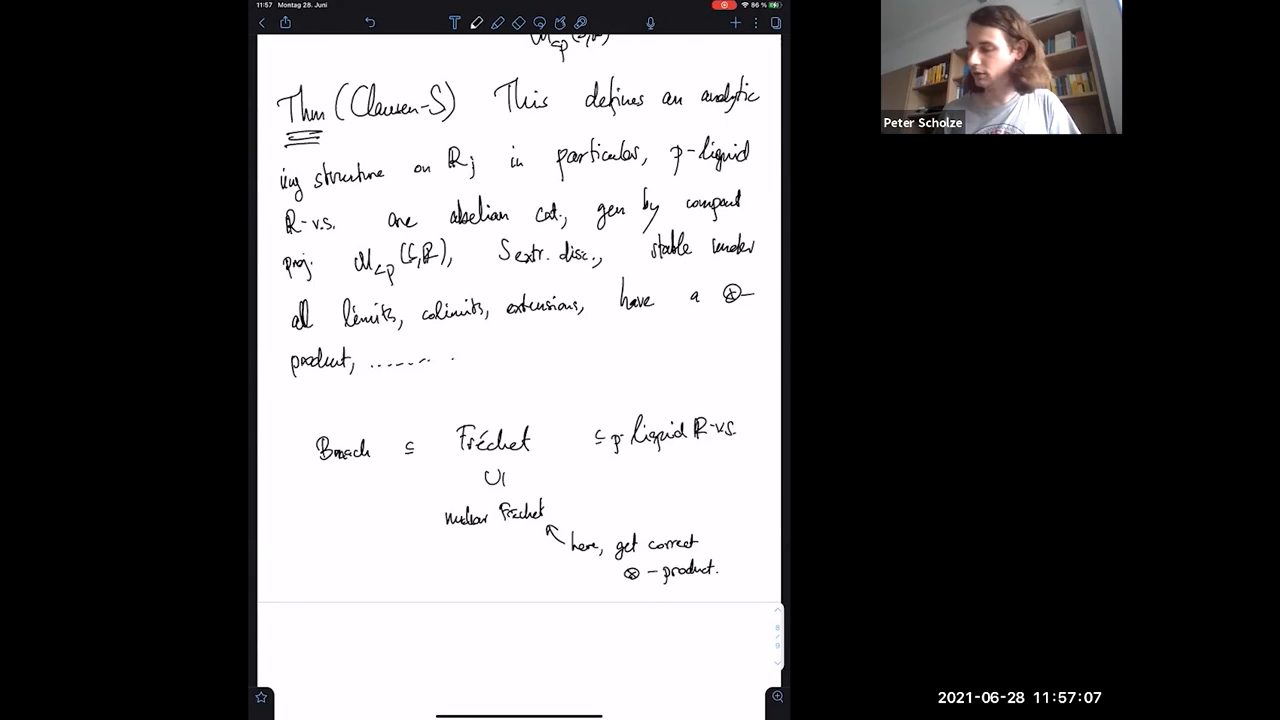 11:57 Montag 28. Juni
86 %
M<p(S,R)
Thm (Clausen-S) This defines an analytic
ring structure on R; in particular, p-liquid
R-v.s. are abelian cat., gen by compact
proj. M<p(S,R), S extr. disc., stable under
all limits, colimits, extensions, have a ⊗-
product, .........
Banach ⊆ Fréchet ⊆ p-liquid R-v.s.
∪|
nuclear Fréchet
here, get correct
⊗-product.
8/9
Peter Scholze
2021-06-28 11:57:07